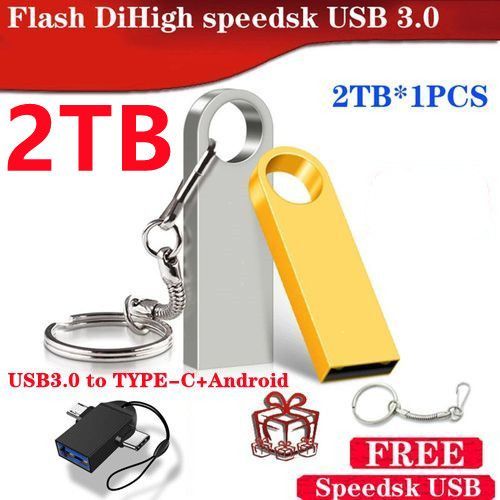 Flash DiHigh speedsk USB 3.0
2TB*1PCS
2TB
USB3.0 to TYPE-C+Android
FREE
Speedsk USB